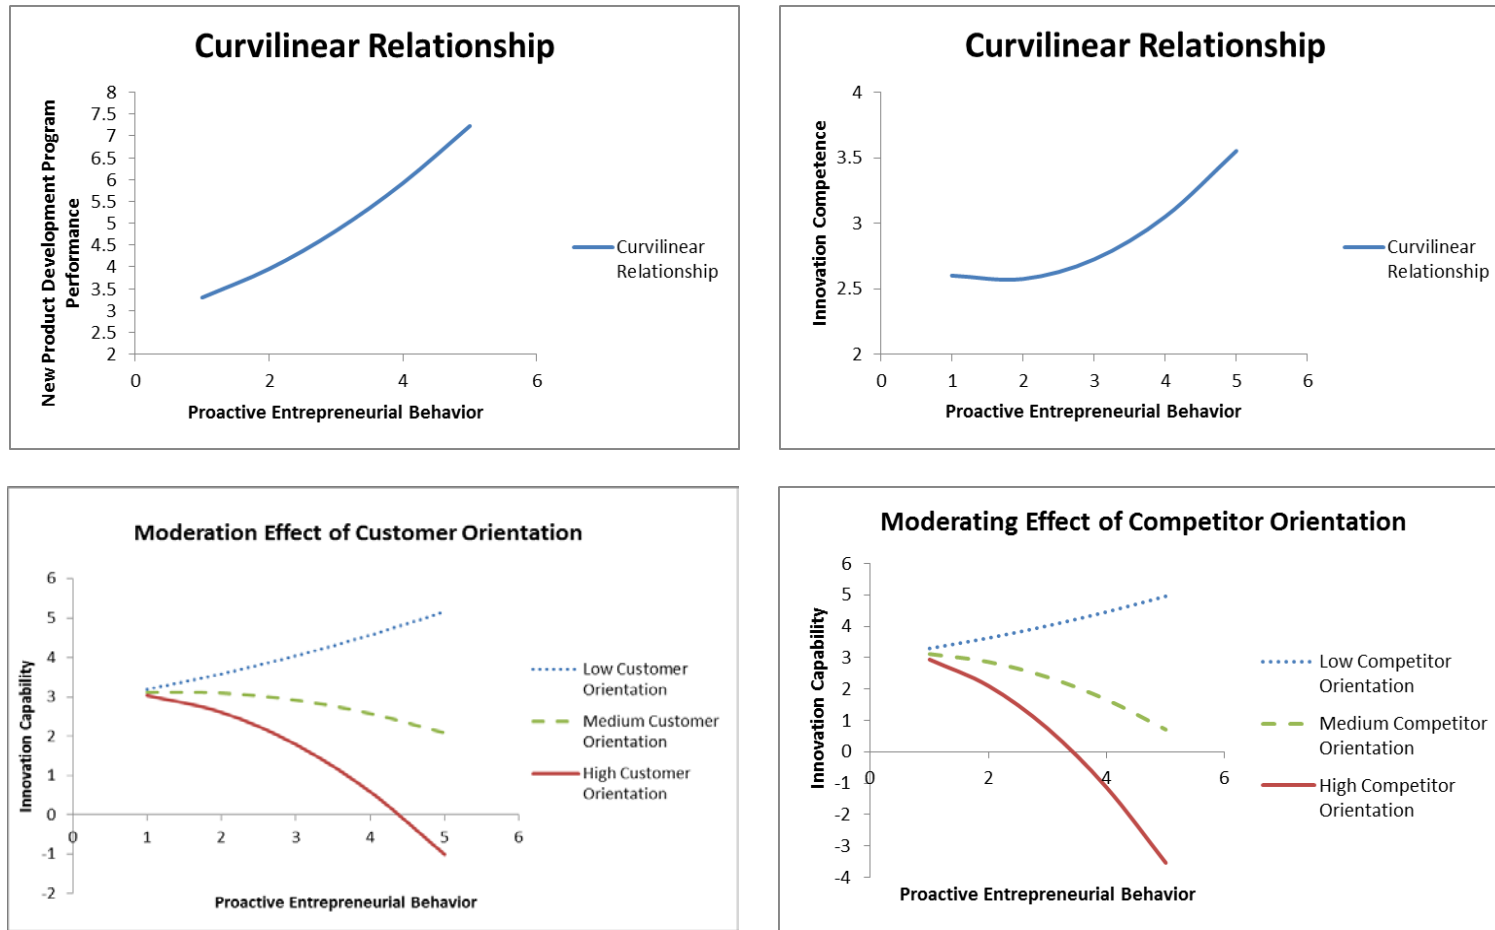 Curvilinear Relationship
New Product Development Program
Performance
8
7.5
7
6.5
6
5.5
5
4.5
4
3.5
3
2.5
2
0
2
4
6
Proactive Entrepreneurial Behavior
Curvilinear
Relationship
Curvilinear Relationship
Innovation Competence
4
3.5
3
2.5
2
0
1
2
3
4
5
6
Proactive Entrepreneurial Behavior
Curvilinear
Relationship
Moderation Effect of Customer Orientation
Innovation Capability
6
5
4
3
2
1
0
-1
-2
0
1
2
3
4
5
6
Proactive Entrepreneurial Behavior
Low Customer
Orientation
Medium Customer
Orientation
High Customer
Orientation
Moderating Effect of Competitor Orientation
Innovation Capability
6
5
4
3
2
1
0
-1
-2
-3
-4
0
2
4
6
Proactive Entrepreneurial Behavior
Low Competitor
Orientation
Medium Competitor
Orientation
High Competitor
Orientation